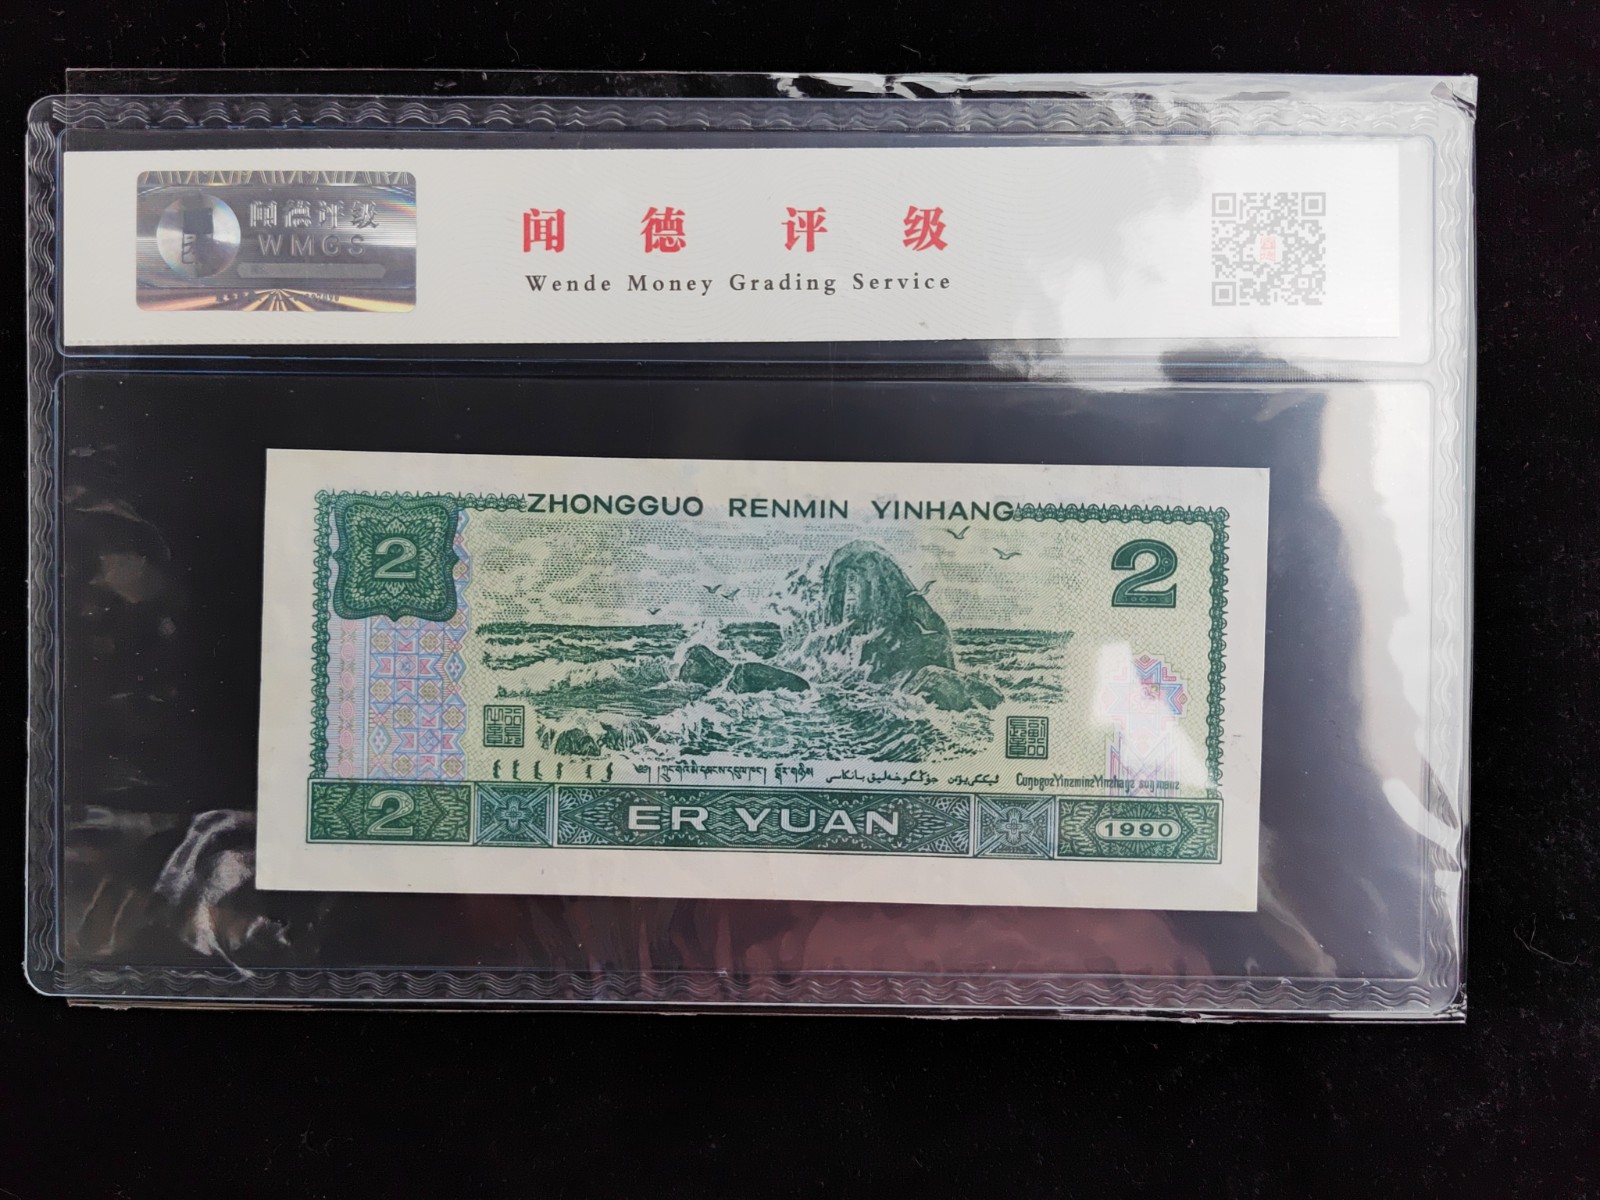 闻德评级
WMGS
闻德评级
Wende Money Grading Service
ZHONGGUO RENMIN YINHANG
2
2
2
ER YUAN
1990